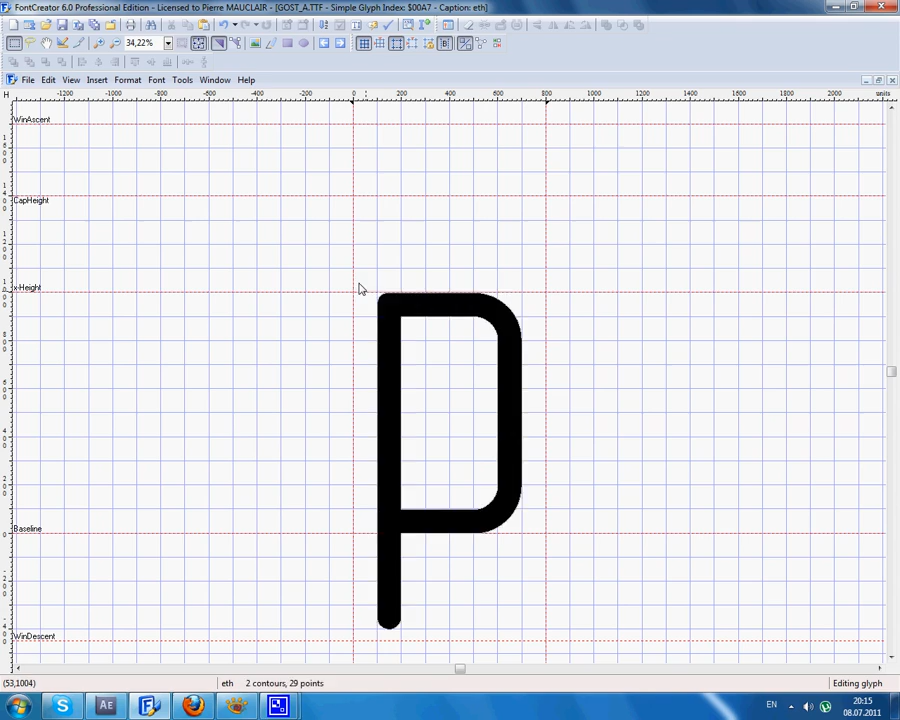 FontCreator 6.0 Professional Edition - Licensed to Pierre MAUCLAIR - [GOST_A.TTF - Simple Glyph Index: $00A7 - Caption: eth]
34,22%
File Edit View Insert Format Font Tools Window Help
H -1200 -1000 -800 -600 -400 -200 0 200 400 600 800 1000 1200 1400 1600 1800 2000 units
WinAscent
CapHeight
x-Height
Baseline
WinDescent
(53,1004) eth 2 contours, 29 points Editing glyph
EN 20:15
08.07.2011